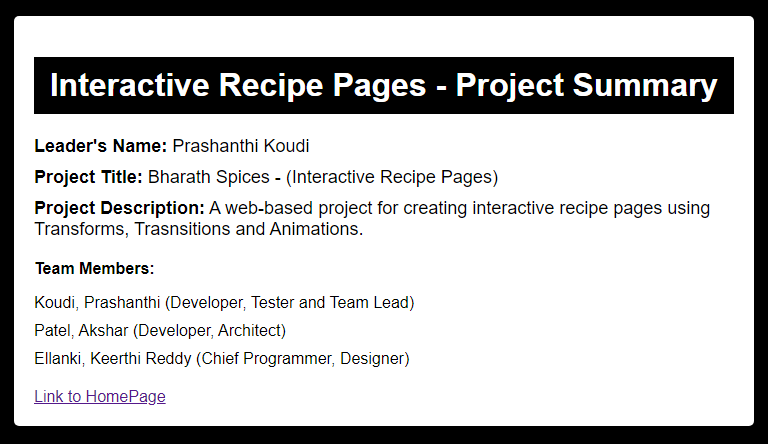 Interactive Recipe Pages - Project Summary
Leader's Name: Prashanthi Koudi
Project Title: Bharath Spices - (Interactive Recipe Pages)
Project Description: A web-based project for creating interactive recipe pages using
Transforms, Trasnsitions and Animations.
Team Members:
Koudi, Prashanthi (Developer, Tester and Team Lead)
Patel, Akshar (Developer, Architect)
Ellanki, Keerthi Reddy (Chief Programmer, Designer)
Link to HomePage